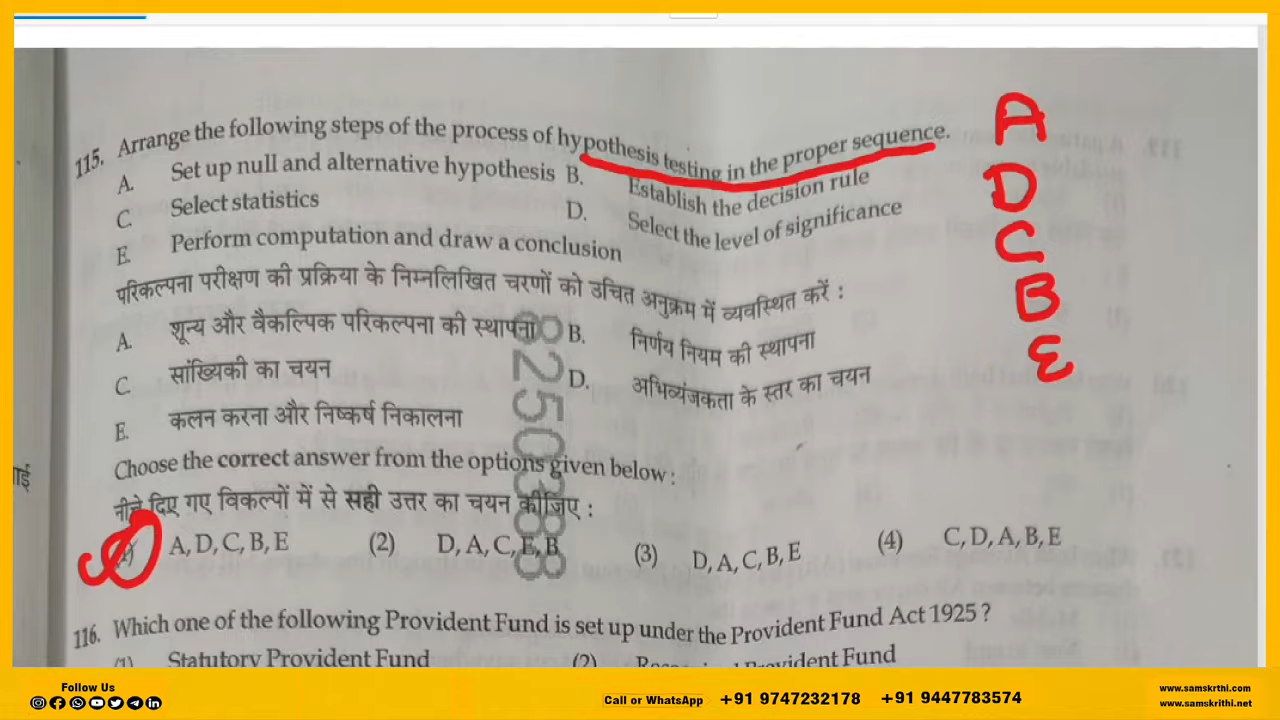 115. Arrange the following steps of the process of hypothesis testing in the proper sequence.
A. Set up null and alternative hypothesis B. Establish the decision rule
C. Select statistics D. Select the level of significance
E. Perform computation and draw a conclusion
परिकल्पना परीक्षण की प्रक्रिया के निम्नलिखित चरणों को उचित अनुक्रम में व्यवस्थित करें :
A. शून्य और वैकल्पिक परिकल्पना की स्थापना B. निर्णय नियम की स्थापना
C. सांख्यिकी का चयन D. अभिव्यंजकता के स्तर का चयन
E. कलन करना और निष्कर्ष निकालना
Choose the correct answer from the options given below :
नीचे दिए गए विकल्पों में से सही उत्तर का चयन कीजिए :
A, D, C, B, E (2) D, A, C, E, B (3) D, A, C, B, E (4) C, D, A, B, E
116. Which one of the following Provident Fund is set up under the Provident Fund Act 1925 ?
(1) Statutory Provident Fund (2) Provident Fund
A
D
C
B
E
8250388
Follow Us
Call or WhatsApp +91 9747232178 +91 9447783574
www.samskrthi.com
www.samskrithi.net